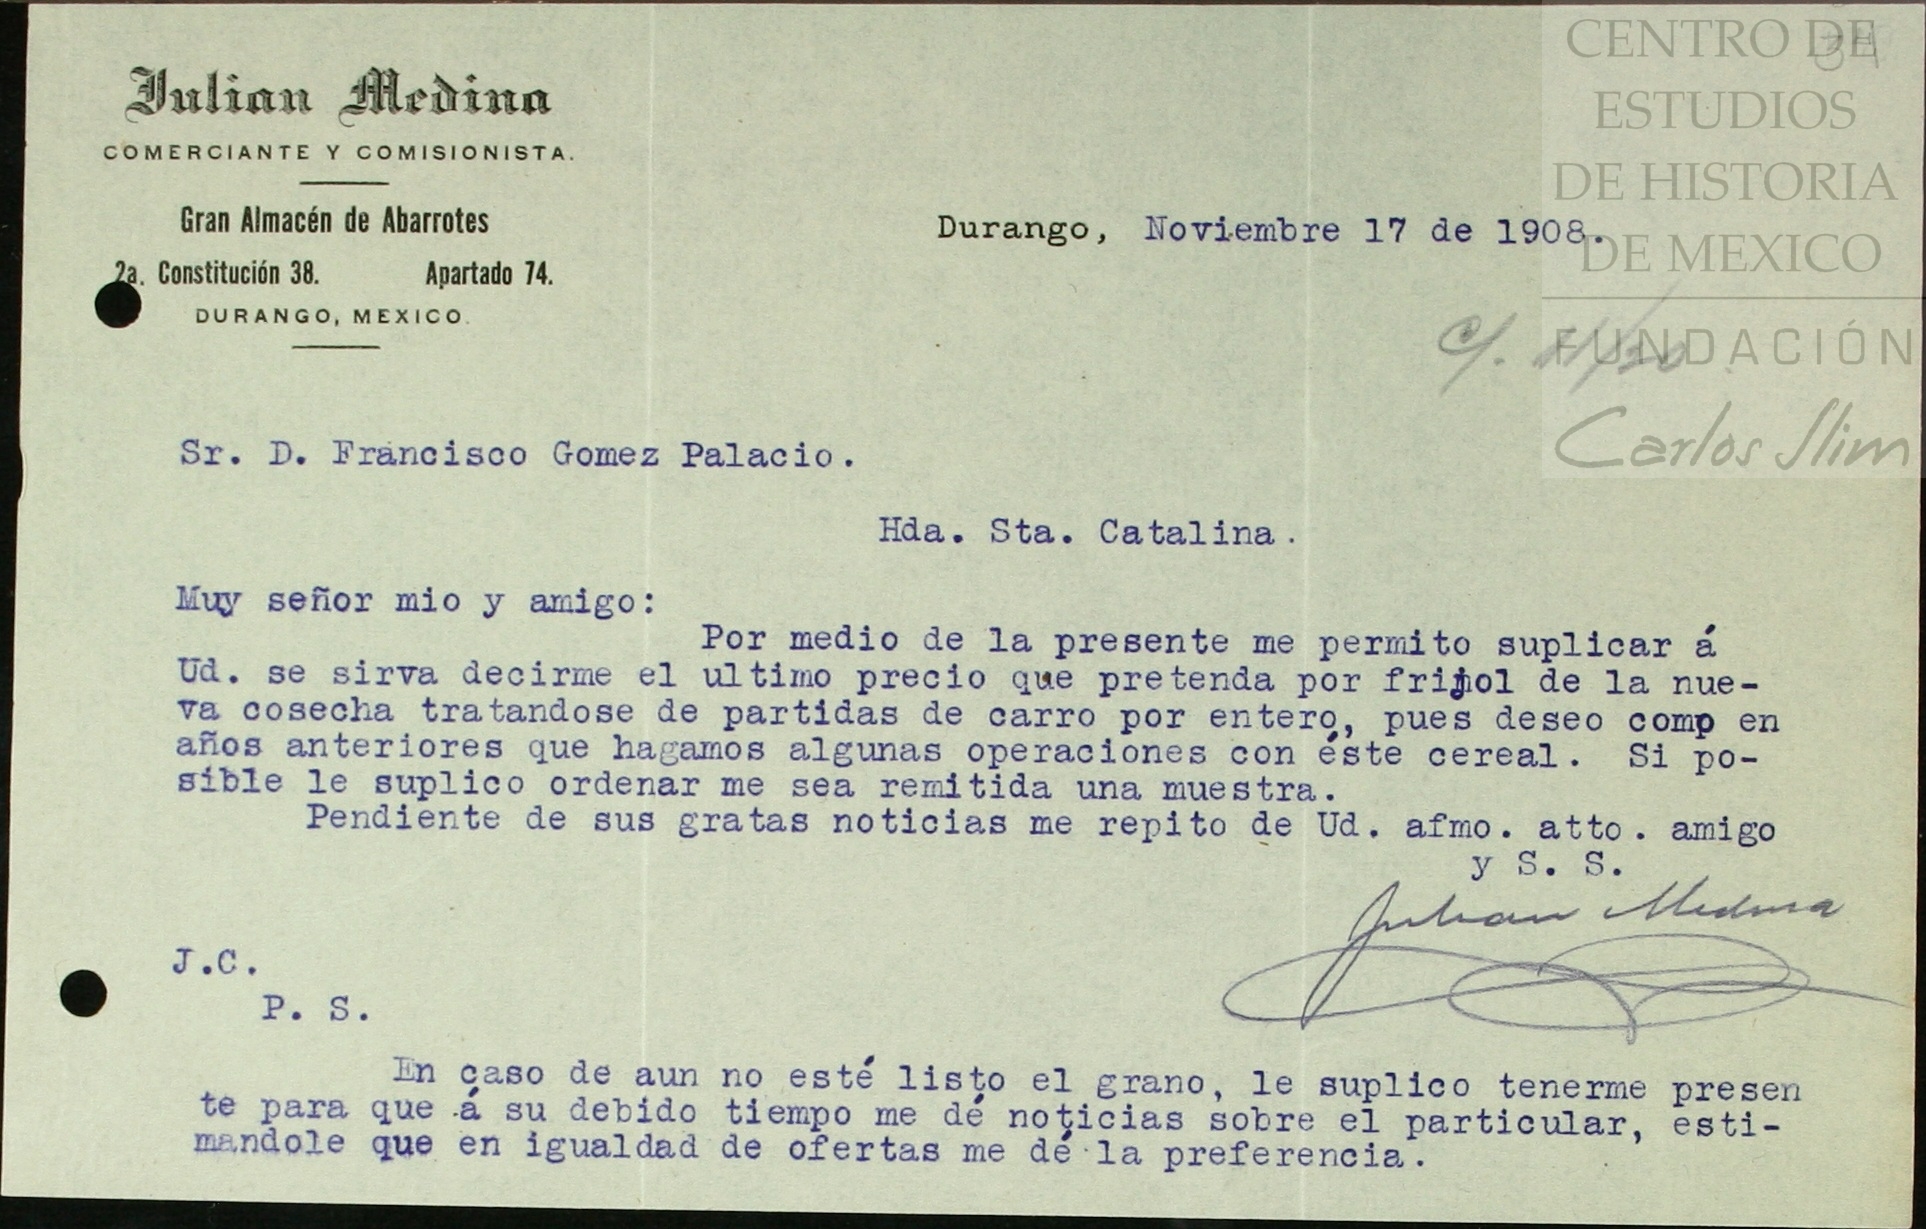 Julian Medina
COMERCIANTE Y COMISIONISTA.
Gran Almacén de Abarrotes
2a. Constitución 38. Apartado 74.
DURANGO, MEXICO.
Durango, Noviembre 17 de 1908.
C/. 11/20
Sr. D. Francisco Gomez Palacio.
Hda. Sta. Catalina.
Muy señor mio y amigo:
Por medio de la presente me permito suplicar á
Ud. se sirva decirme el ultimo precio que pretenda por frijol de la nue-
va cosecha tratandose de partidas de carro por entero, pues deseo comp en
años anteriores que hagamos algunas operaciones con éste cereal. Si po-
sible le suplico ordenar me sea remitida una muestra.
Pendiente de sus gratas noticias me repito de Ud. afmo. atto. amigo
y S. S.
Julian Medina
J.C.
P. S.
En caso de aun no esté listo el grano, le suplico tenerme presen
te para que á su debido tiempo me dé noticias sobre el particular, esti-
mandole que en igualdad de ofertas me dé la preferencia.
CENTRO DE
ESTUDIOS
DE HISTORIA
DE MEXICO
FUNDACIÓN
Carlos Slim